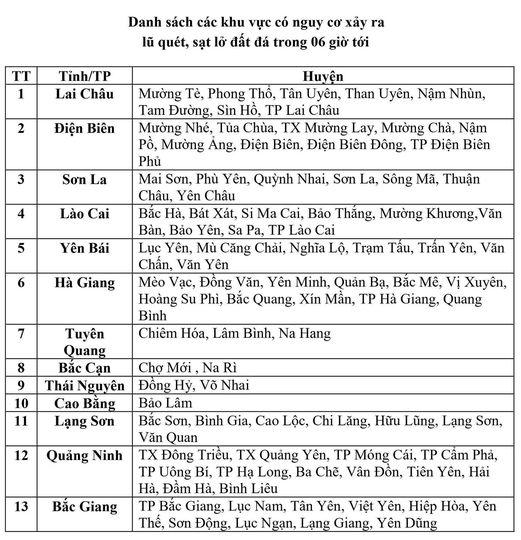 Danh sách các khu vực có nguy cơ xảy ra
lũ quét, sạt lở đất đá trong 06 giờ tới
TT Tỉnh/TP Huyện
1 Lai Châu Mường Tè, Phong Thổ, Tân Uyên, Than Uyên, Nậm Nhùn,
Tam Đường, Sìn Hồ, TP Lai Châu
2 Điện Biên Mường Nhé, Tủa Chùa, TX Mường Lay, Mường Chà, Nậm
Pồ, Mường Ảng, Điện Biên, Điện Biên Đông, TP Điện Biên
Phủ
3 Sơn La Mai Sơn, Phù Yên, Quỳnh Nhai, Sơn La, Sông Mã, Thuận
Châu, Yên Châu
4 Lào Cai Bắc Hà, Bát Xát, Si Ma Cai, Bảo Thắng, Mường Khương,Văn
Bàn, Bảo Yên, Sa Pa, TP Lào Cai
5 Yên Bái Lục Yên, Mù Căng Chải, Nghĩa Lộ, Trạm Tấu, Trấn Yên, Văn
Chấn, Văn Yên
6 Hà Giang Mèo Vạc, Đồng Văn, Yên Minh, Quản Bạ, Bắc Mê, Vị Xuyên,
Hoàng Su Phì, Bắc Quang, Xín Mần, TP Hà Giang, Quang
Bình
7 Tuyên Chiêm Hóa, Lâm Bình, Na Hang
Quang
8 Bắc Cạn Chợ Mới , Na Rì
9 Thái Nguyên Đồng Hỷ, Võ Nhai
10 Cao Bằng Bảo Lâm
11 Lạng Sơn Bắc Sơn, Bình Gia, Cao Lộc, Chi Lăng, Hữu Lũng, Lạng Sơn,
Văn Quan
12 Quảng Ninh TX Đông Triều, TX Quảng Yên, TP Móng Cái, TP Cẩm Phả,
TP Uông Bí, TP Hạ Long, Ba Chẽ, Vân Đồn, Tiên Yên, Hải
Hà, Đầm Hà, Bình Liêu
13 Bắc Giang TP Bắc Giang, Lục Nam, Tân Yên, Việt Yên, Hiệp Hòa, Yên
Thế, Sơn Động, Lục Ngạn, Lạng Giang, Yên Dũng